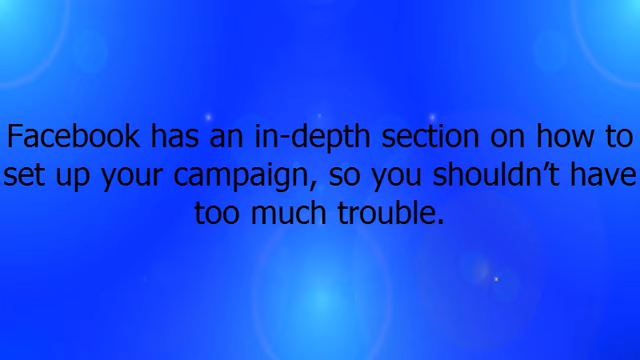 Facebook has an in-depth section on how to
set up your campaign, so you shouldn’t have
too much trouble.